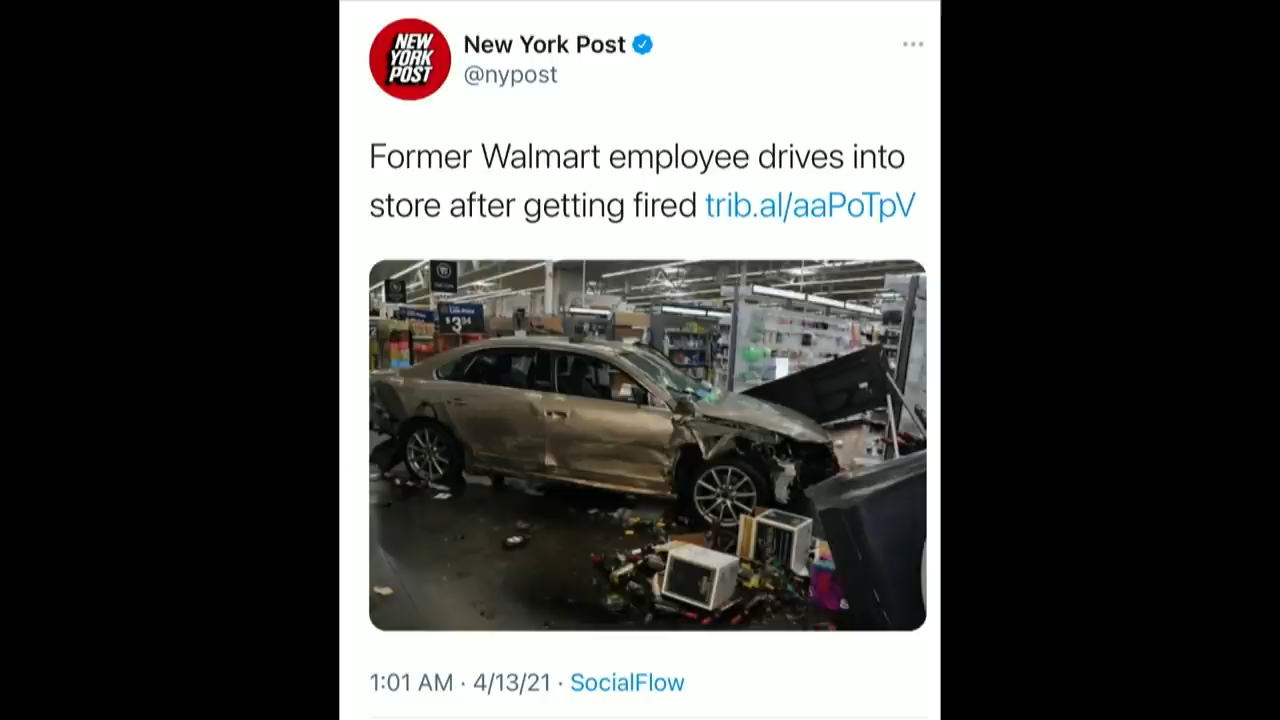 NEW
YORK
POST
New York Post
@nypost
Former Walmart employee drives into
store after getting fired trib.al/aaPoTpV
$3
1:01 AM · 4/13/21 · SocialFlow